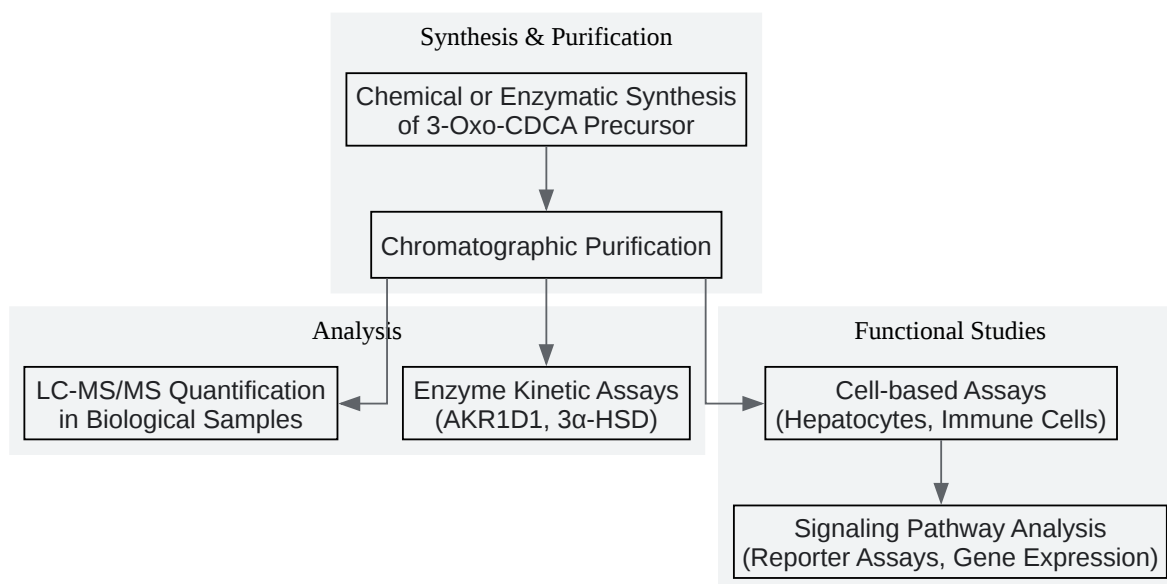 Synthesis & Purification
Chemical or Enzymatic Synthesis
of 3-Oxo-CDCA Precursor
Chromatographic Purification
Analysis
LC-MS/MS Quantification
in Biological Samples
Enzyme Kinetic Assays
(AKR1D1, 3α-HSD)
Functional Studies
Cell-based Assays
(Hepatocytes, Immune Cells)
Signaling Pathway Analysis
(Reporter Assays, Gene Expression)